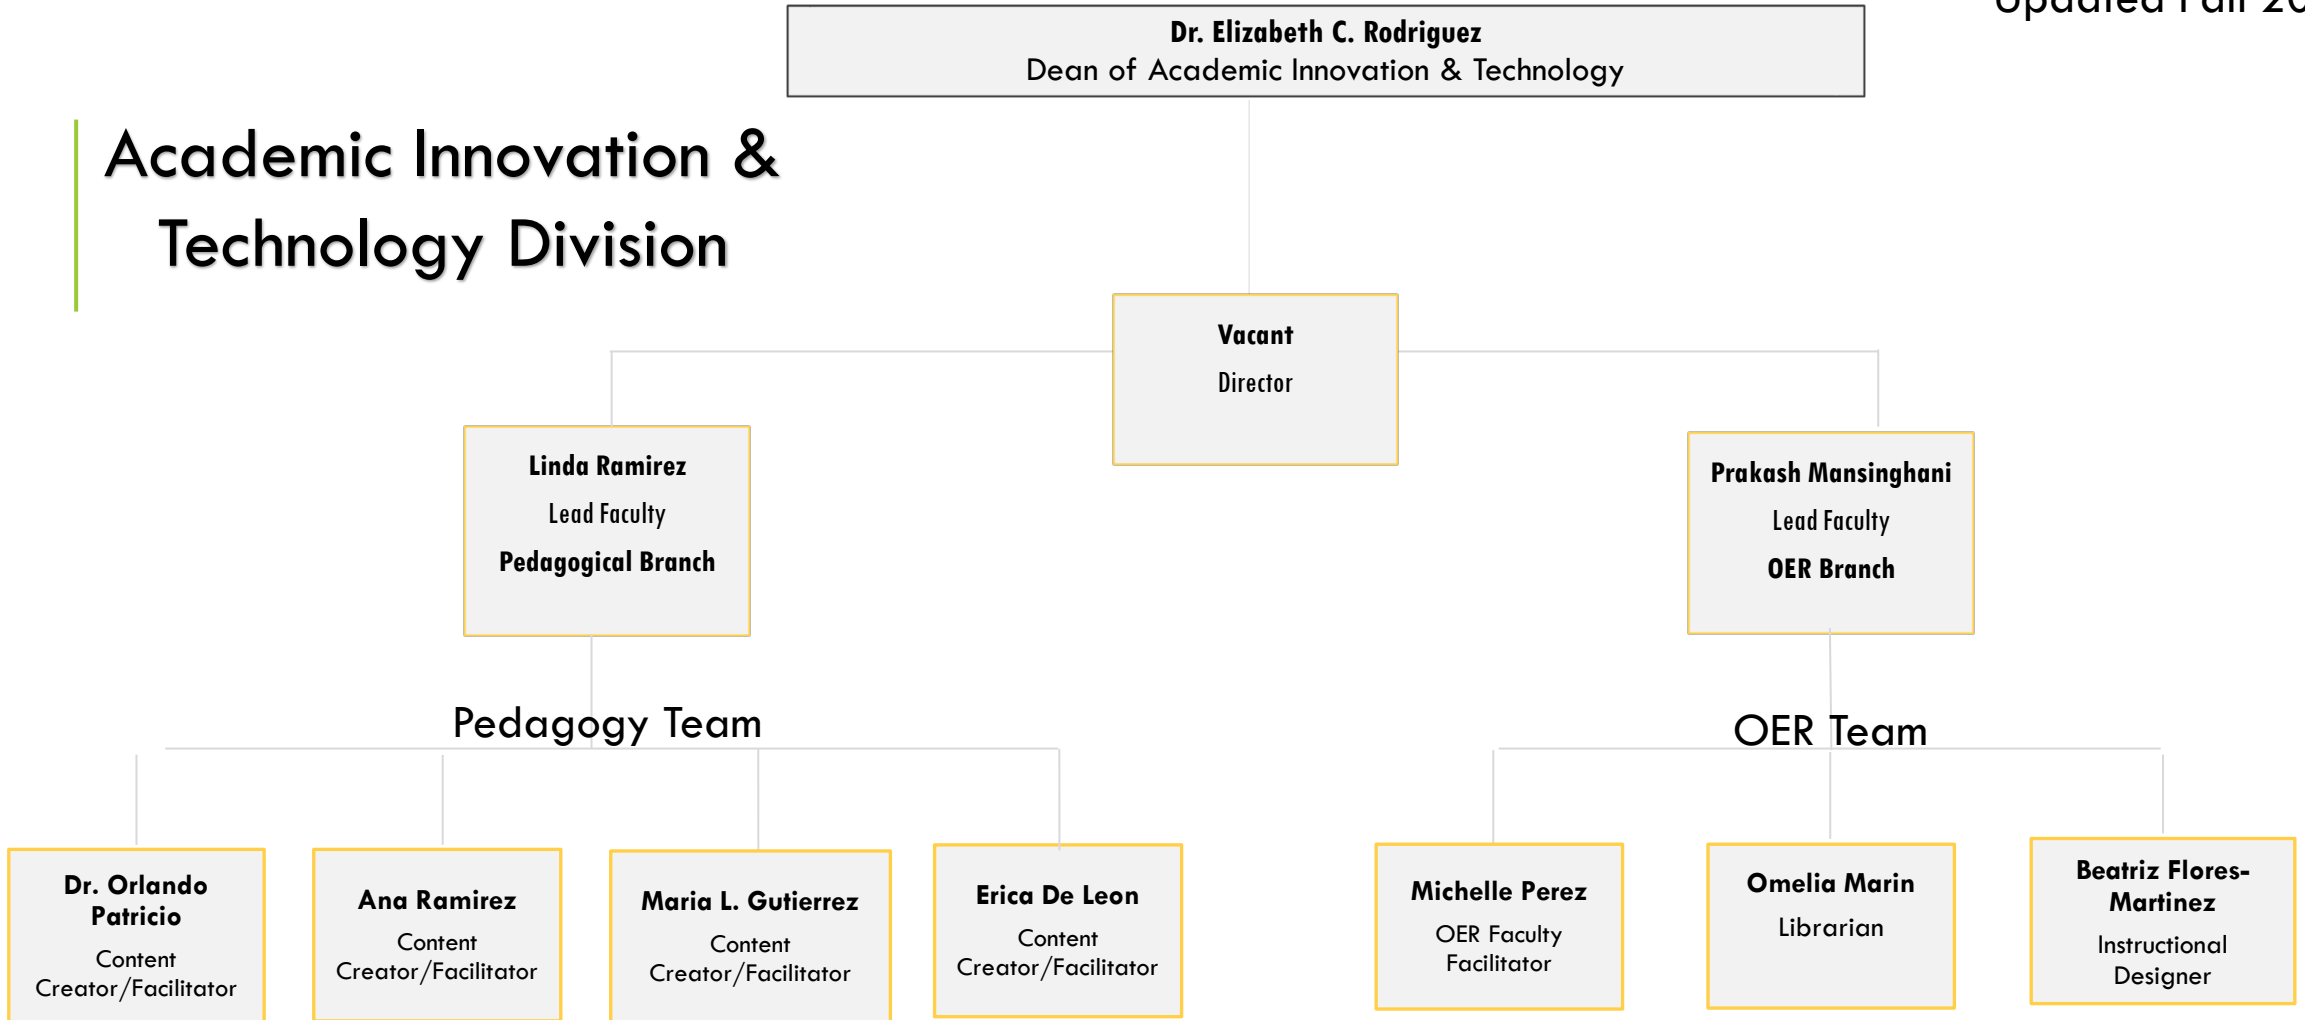 Updated Fall
Dr. Elizabeth C. Rodriguez
Dean of Academic Innovation & Technology
Academic Innovation &
Technology Division
Vacant
Director
Linda Ramirez
Lead Faculty
Pedagogical Branch
Prakash Mansinghani
Lead Faculty
OER Branch
Pedagogy Team
OER Team
Dr. Orlando
Patricio
Content
Creator/Facilitator
Ana Ramirez
Content
Creator/Facilitator
Maria L. Gutierrez
Content
Creator/Facilitator
Erica De Leon
Content
Creator/Facilitator
Michelle Perez
OER Faculty
Facilitator
Omelia Marin
Librarian
Beatriz Flores-
Martinez
Instructional
Designer